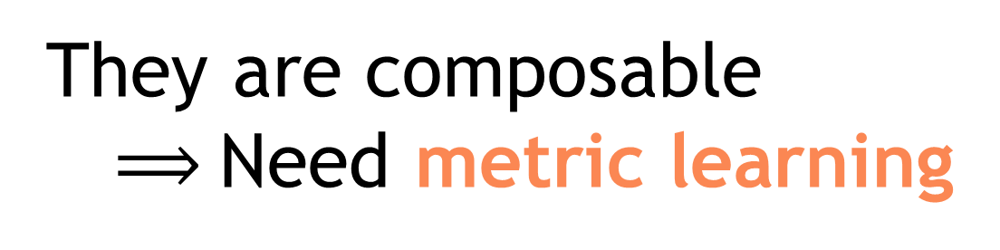 They are composable
⟹ Need metric learning